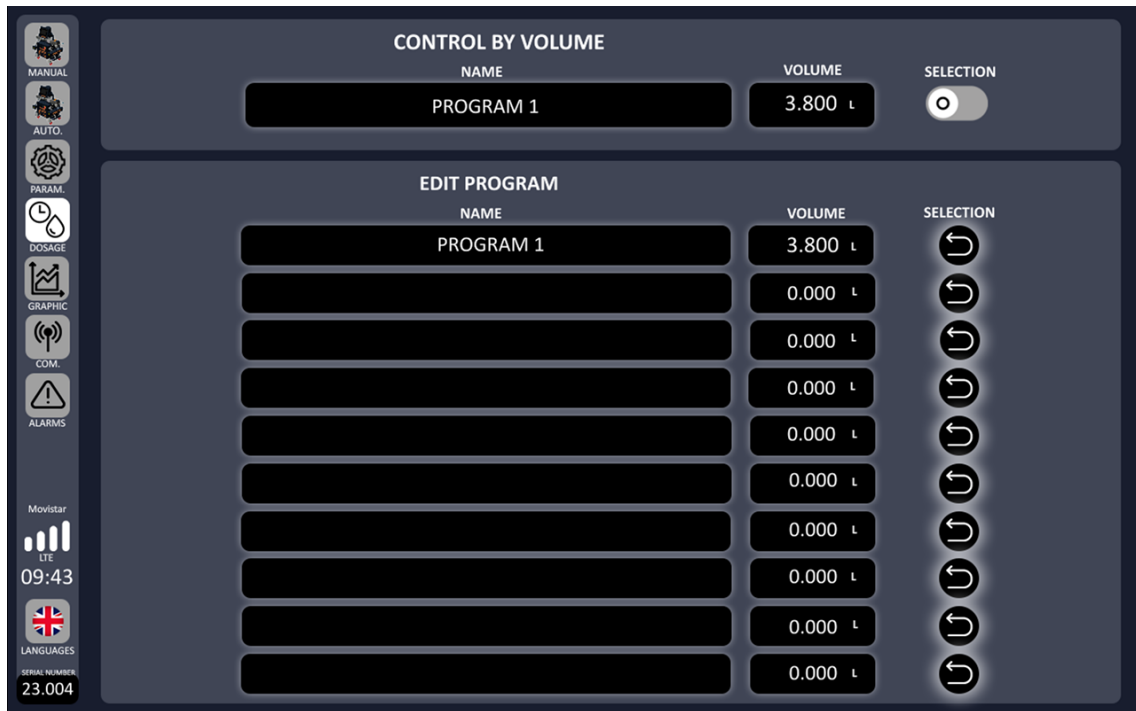 MANUAL
AUTO.
PARAM.
DOSAGE
GRAPHIC
COM.
ALARMS
Movistar
LTE
09:43
LANGUAGES
SERIAL NUMBER
23.004
CONTROL BY VOLUME
NAME VOLUME SELECTION
PROGRAM 1 3.800 L
EDIT PROGRAM
NAME VOLUME SELECTION
PROGRAM 1 3.800 L
0.000 L
0.000 L
0.000 L
0.000 L
0.000 L
0.000 L
0.000 L
0.000 L
0.000 L